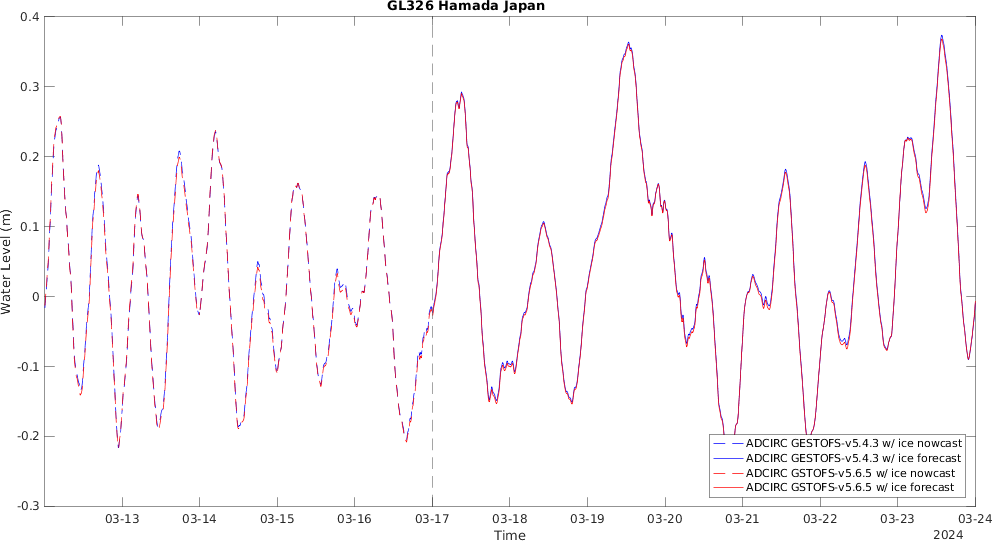 GL326 Hamada Japan
0.4
0.3
0.2
0.1
0
-0.1
-0.2
-0.3
Water Level (m)
03-13 03-14 03-15 03-16 03-17 03-18 03-19 03-20 03-21 03-22 03-23 03-24
Time
2024
ADCIRC GESTOFS-v5.4.3 w/ ice nowcast
ADCIRC GESTOFS-v5.4.3 w/ ice forecast
ADCIRC GSTOFS-v5.6.5 w/ ice nowcast
ADCIRC GSTOFS-v5.6.5 w/ ice forecast